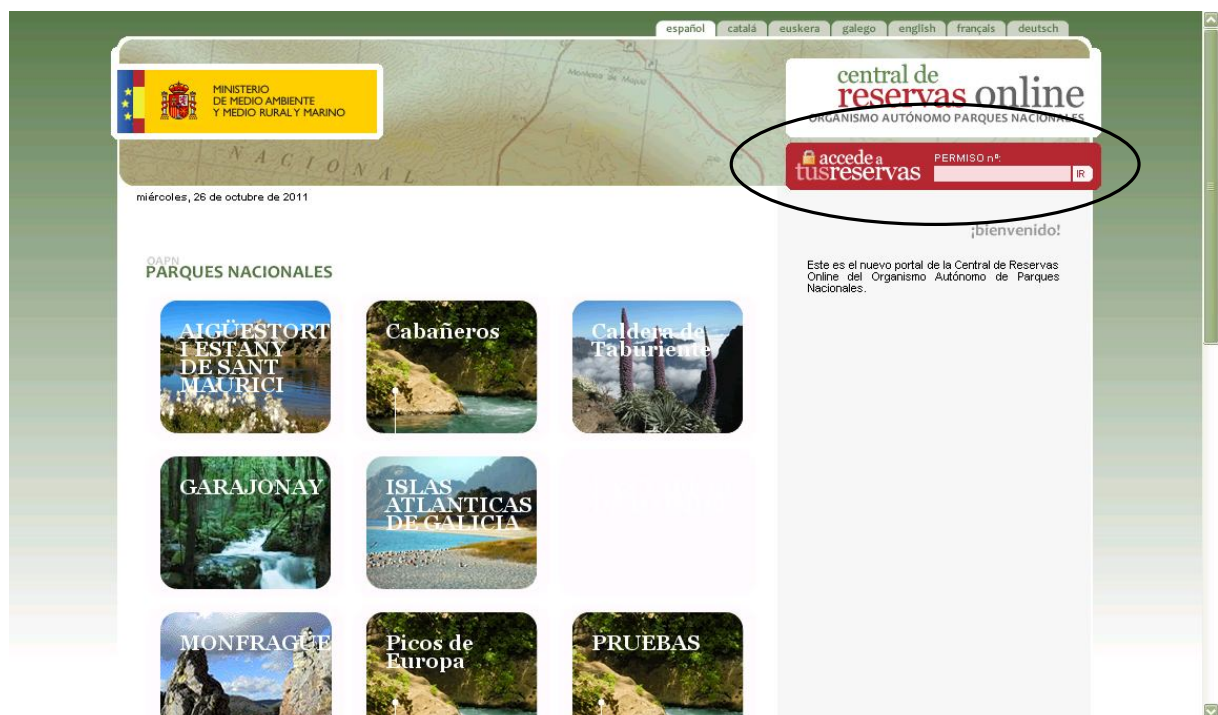 español català euskera galego english français deutsch
MINISTERIO
DE MEDIO AMBIENTE
Y MEDIO RURAL Y MARINO
central de
reservas online
ORGANISMO AUTÓNOMO PARQUES NACIONALES
Montaña de Majúa
NACIONAL
accede a
tusreservas
PERMISO nº:
IR
miércoles, 26 de octubre de 2011
¡bienvenido!
OAPN
PARQUES NACIONALES
Este es el nuevo portal de la Central de Reservas
Online del Organismo Autónomo de Parques
Nacionales.
AIGÜESTORT
I ESTANY
DE SANT
MAURICI
Cabañeros
Caldera de
Taburiente
GARAJONAY
ISLAS
ATLANTICAS
DE GALICIA
MONFRAGÜE
Picos de
Europa
PRUEBAS